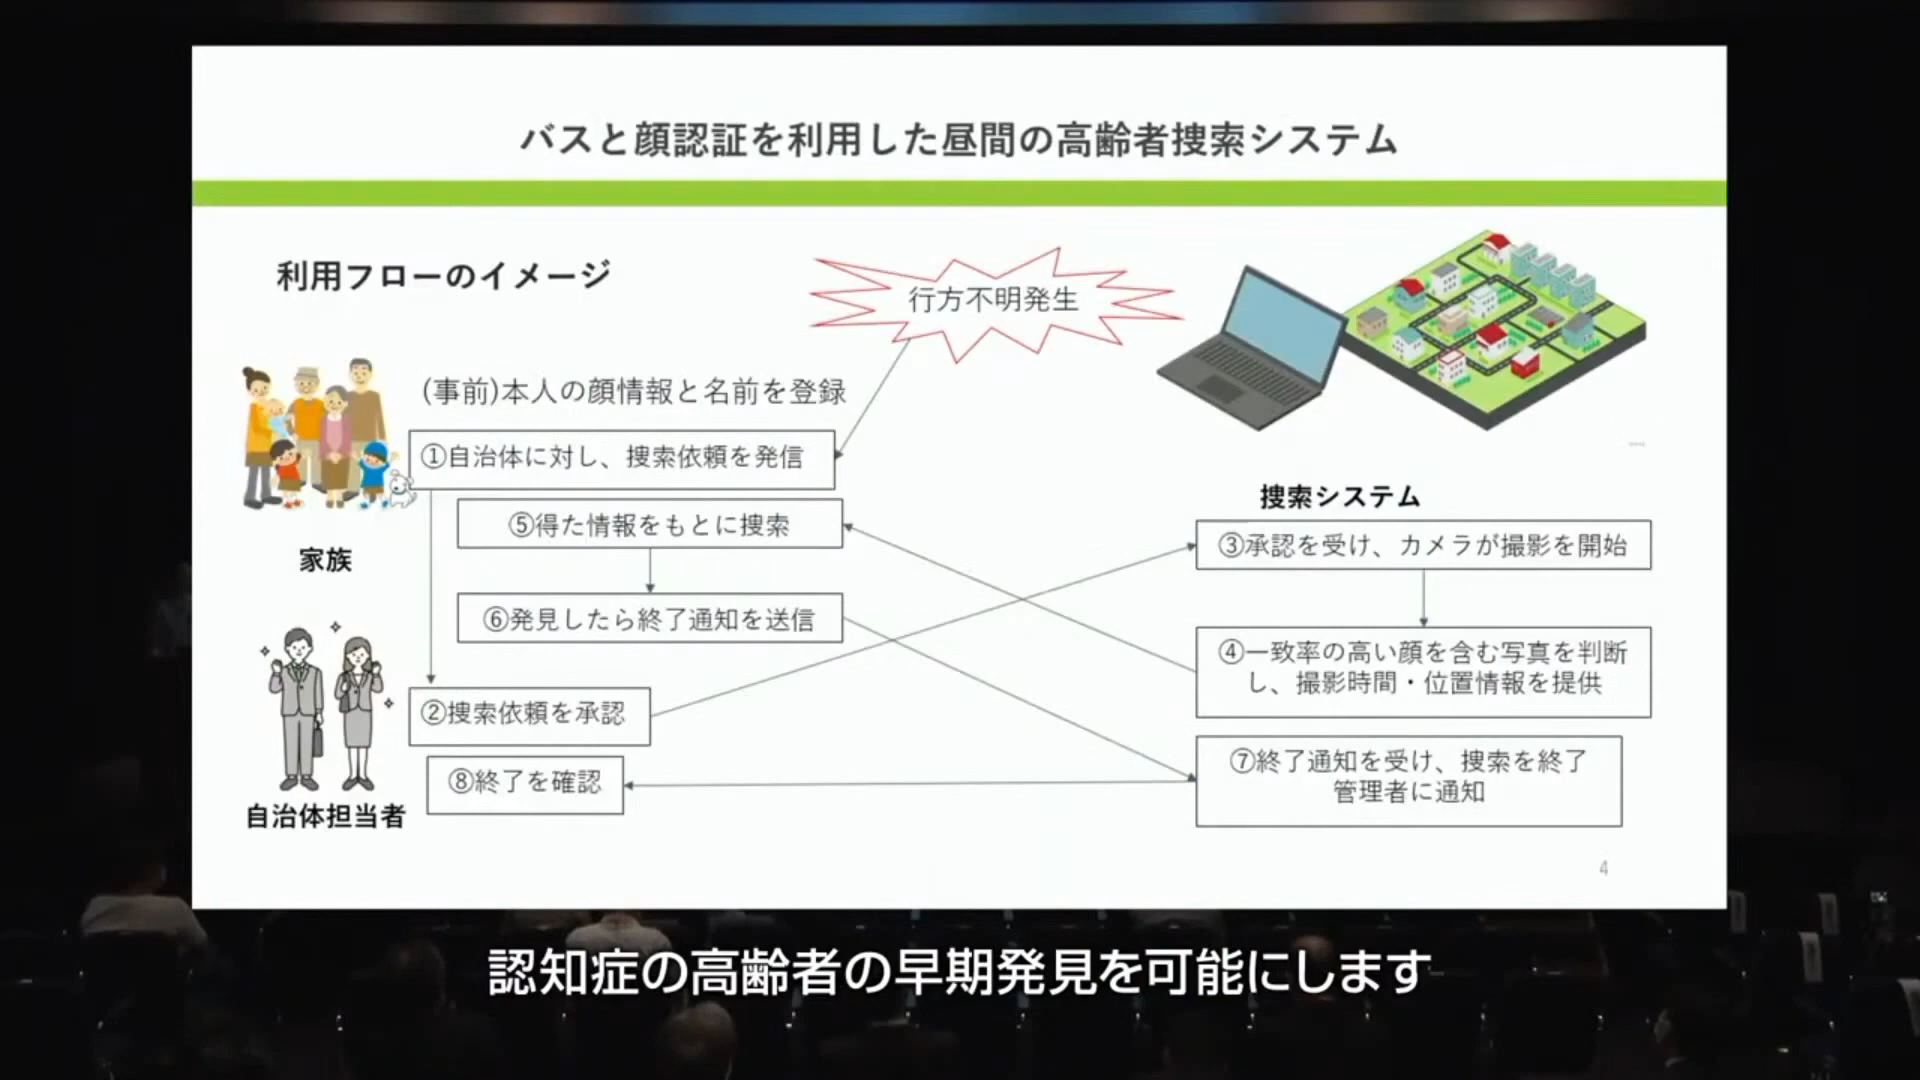 バスと顔認証を利用した昼間の高齢者捜索システム
利用フローのイメージ
行方不明発生
(事前)本人の顔情報と名前を登録
①自治体に対し、捜索依頼を発信
⑤得た情報をもとに捜索
家族
⑥発見したら終了通知を送信
②捜索依頼を承認
⑧終了を確認
自治体担当者
捜索システム
③承認を受け、カメラが撮影を開始
④一致率の高い顔を含む写真を判断
し、撮影時間・位置情報を提供
⑦終了通知を受け、捜索を終了
管理者に通知
4
認知症の高齢者の早期発見を可能にします